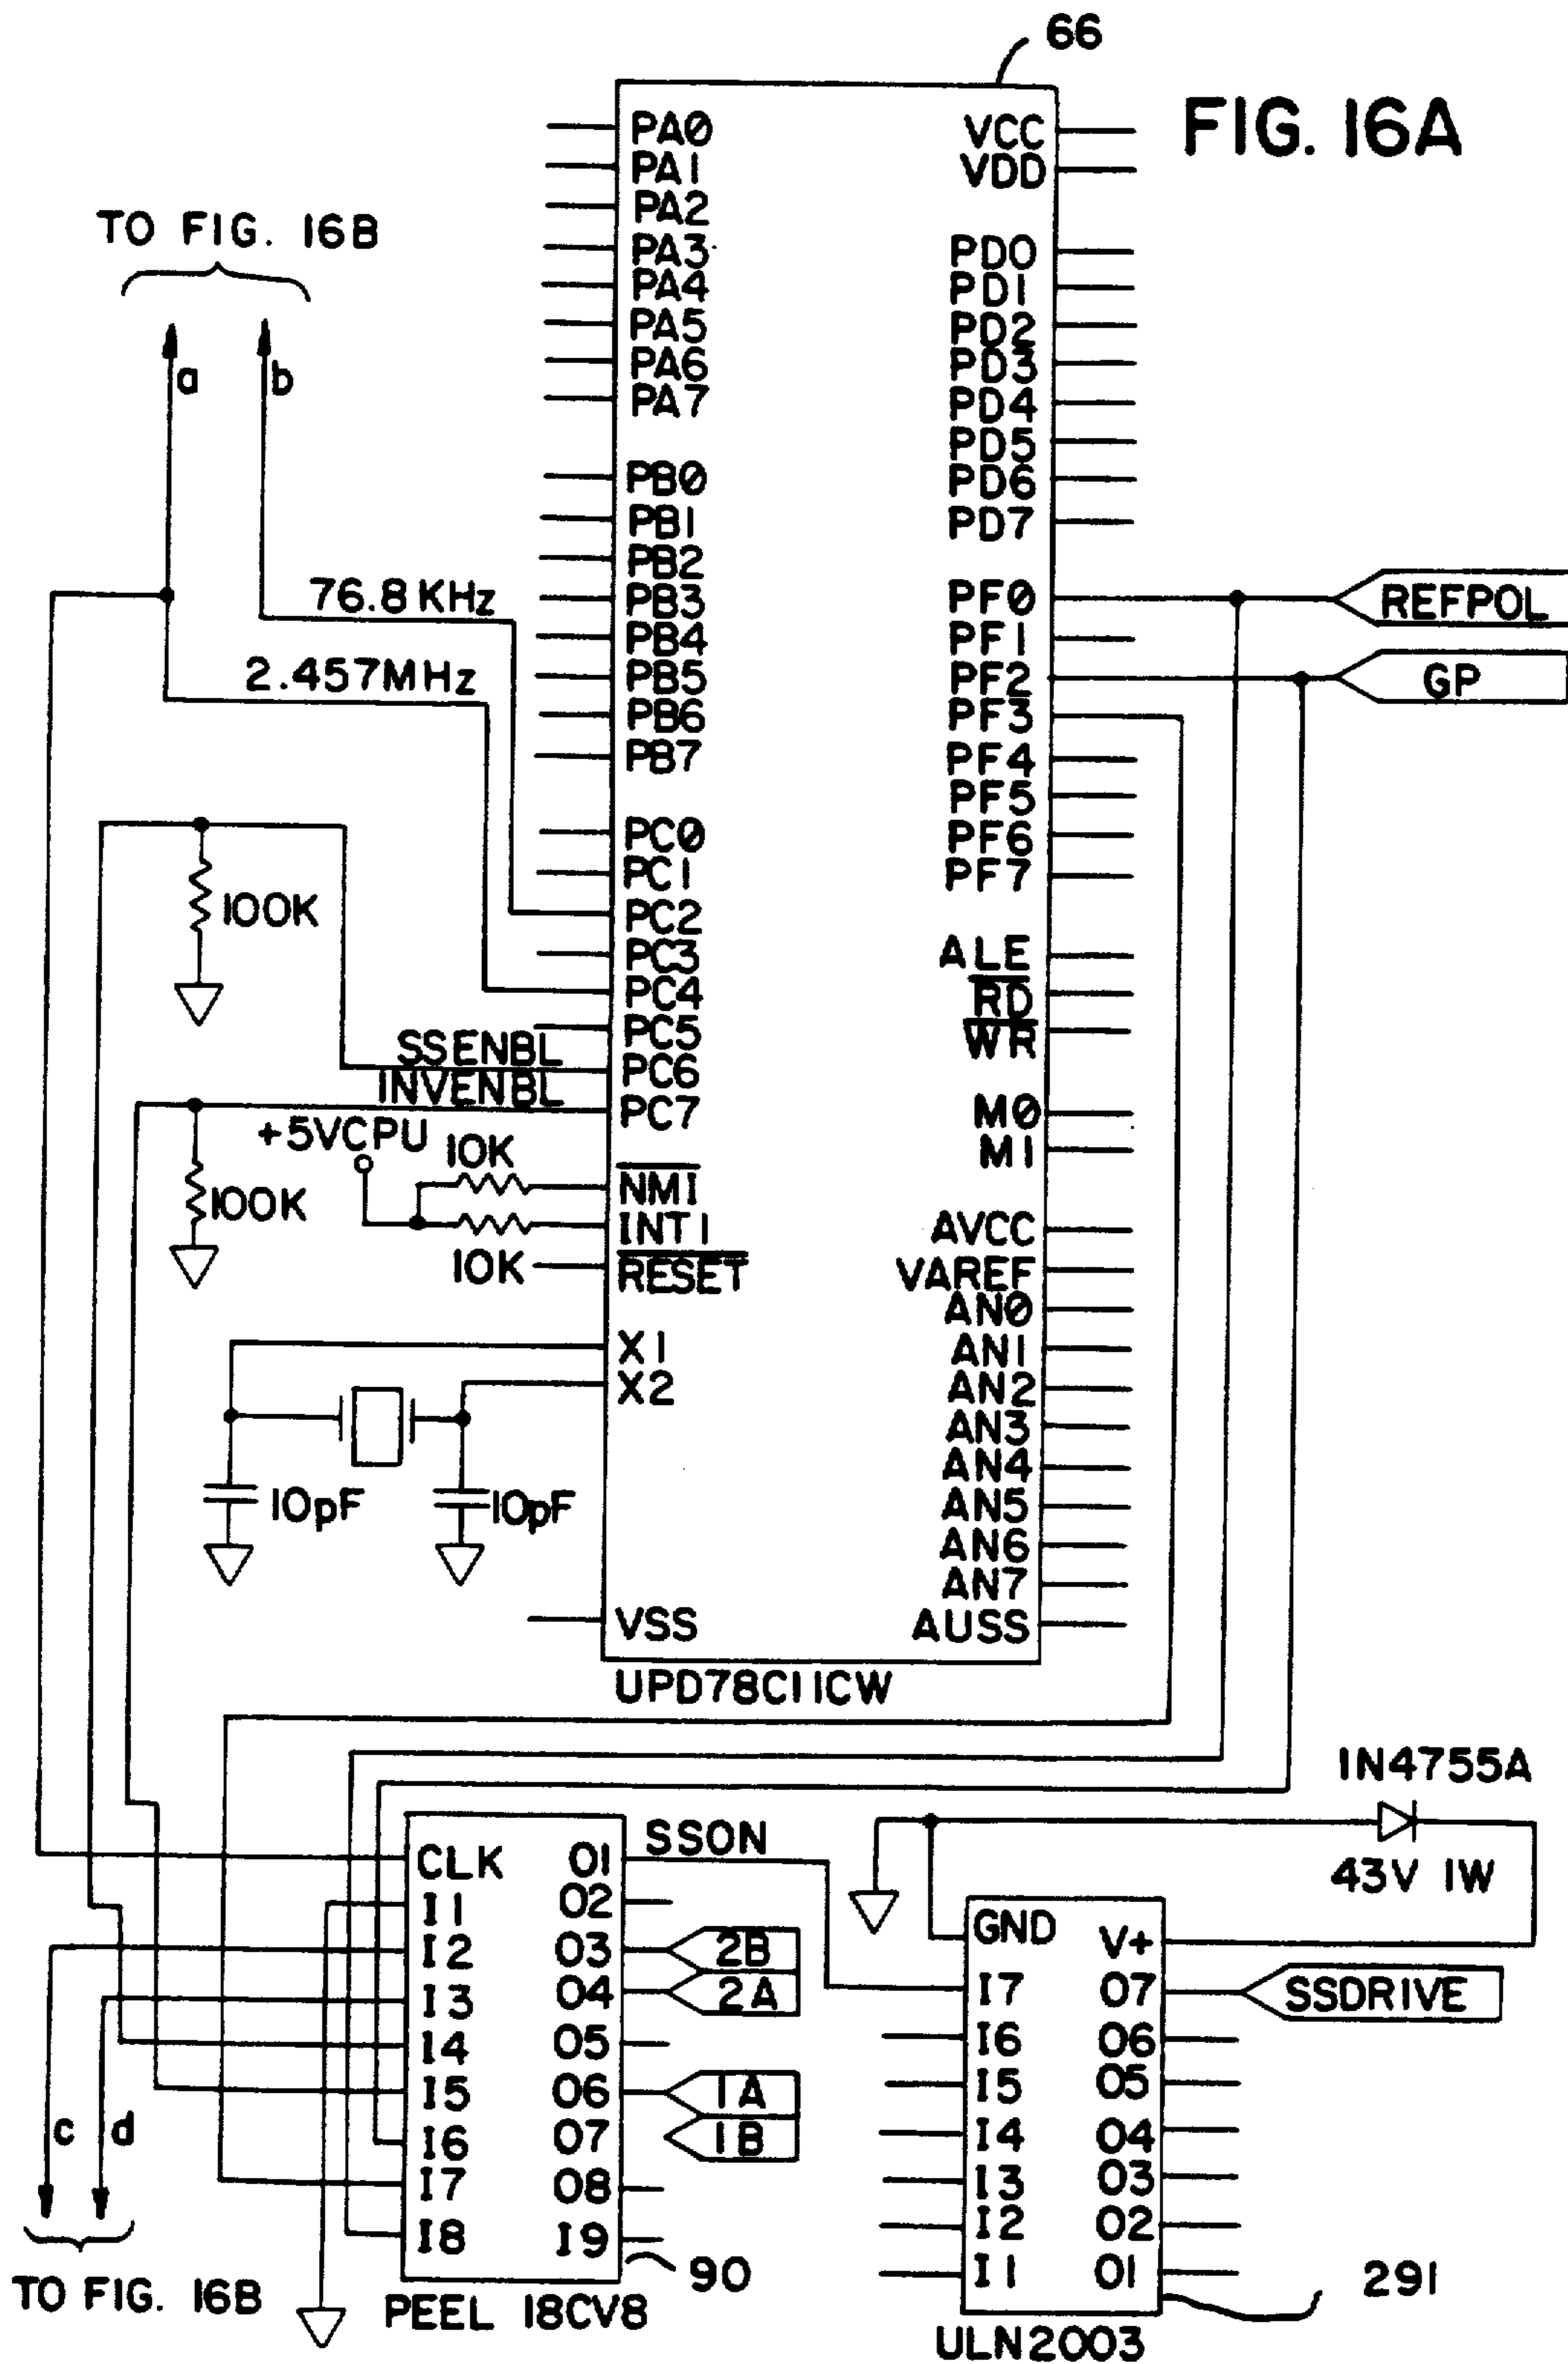 66
FIG. 16A
TO FIG. 16B
a
b
76.8 KHz
2.457MHz
100K
SSENBL
INVENBL
+5VCPU
10K
100K
10K
10pF
10pF
PA0
PA1
PA2
PA3
PA4
PA5
PA6
PA7
PB0
PB1
PB2
PB3
PB4
PB5
PB6
PB7
PC0
PC1
PC2
PC3
PC4
PC5
PC6
PC7
NMI
INT1
RESET
X1
X2
VSS
VCC
VDD
PD0
PD1
PD2
PD3
PD4
PD5
PD6
PD7
PF0
PF1
PF2
PF3
PF4
PF5
PF6
PF7
ALE
RD
WR
M0
M1
AVCC
VAREF
AN0
AN1
AN2
AN3
AN4
AN5
AN6
AN7
AUSS
REFPOL
GP
UPD78C11CW
CLK
I1
I2
I3
I4
I5
I6
I7
I8
O1
O2
O3
O4
O5
O6
O7
O8
I9
SSON
2B
2A
1A
1B
c
d
TO FIG. 16B
PEEL 18CV8
90
1N4755A
43V 1W
GND
I7
I6
I5
I4
I3
I2
I1
V+
O7
O6
O5
O4
O3
O2
O1
SSDRIVE
291
ULN2003